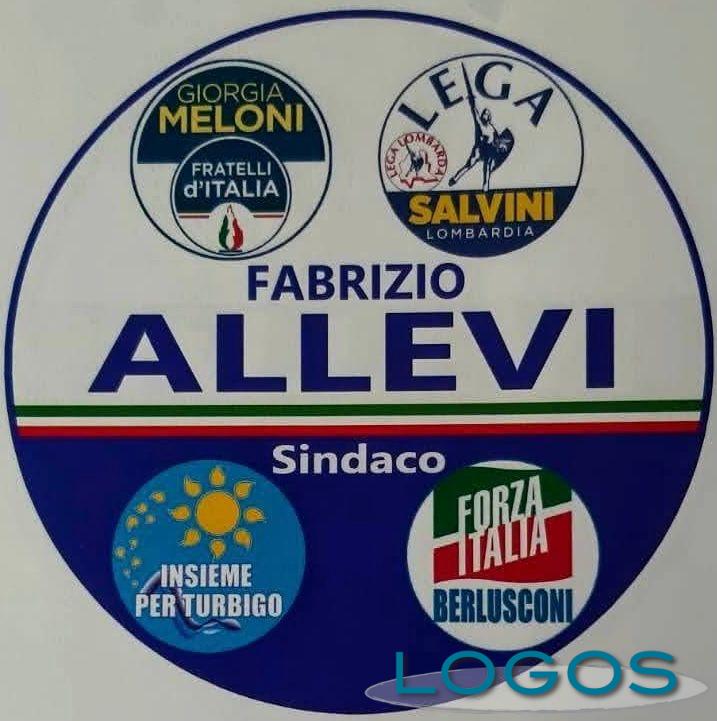 GIORGIA
MELONI
FRATELLI
d'ITALIA
LEGA
LEGA LOMBARDA
SALVINI
LOMBARDIA
FABRIZIO
ALLEVI
Sindaco
INSIEME
PER TURBIGO
FORZA
ITALIA
BERLUSCONI
LOGOS